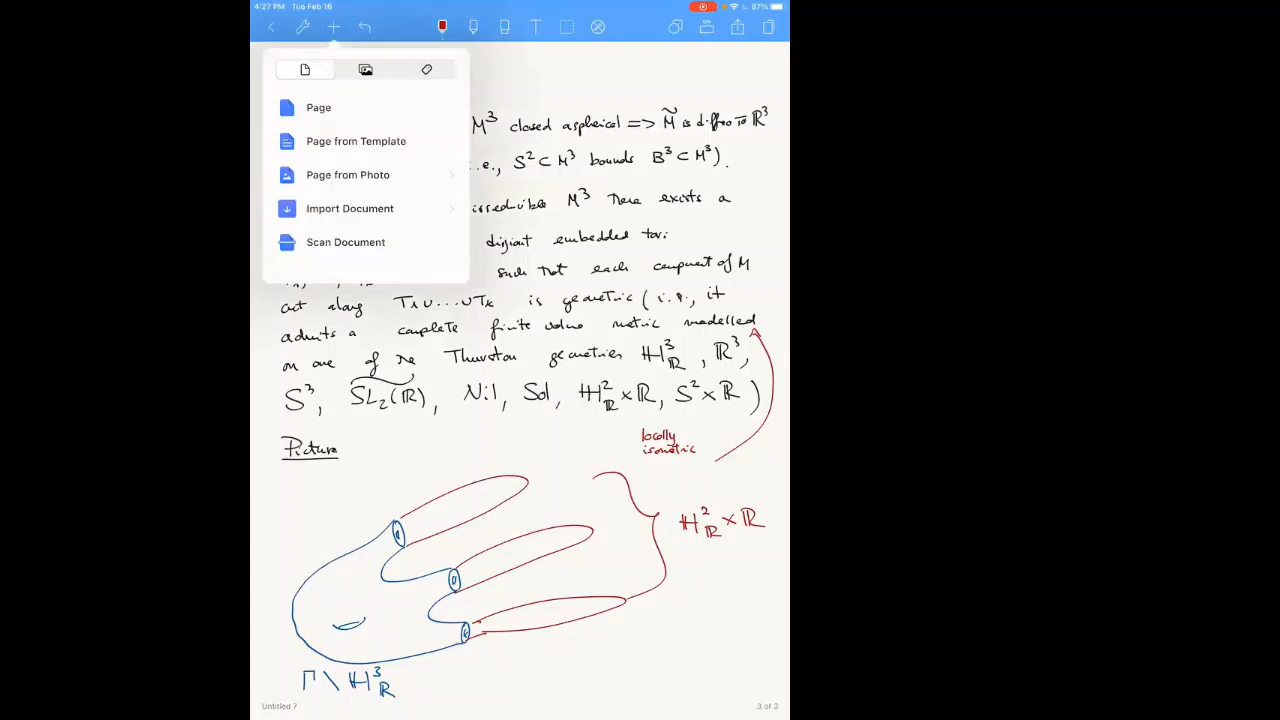 4:27 PM Tue Feb 16
87%
Page
Page from Template
Page from Photo
Import Document
Scan Document
M³ closed aspherical => M̃ is diffeo to ℝ³
.e., S² ⊂ M³ bounds B³ ⊂ M³).
irreducible M³ there exists a
disjoint embedded tori
such that each component of M
cut along T₁ ∪ ... ∪ Tₖ is geometric (i.e., it
admits a complete finite volume metric modelled
on one of the Thurston geometries ℍ³_ℝ, ℝ³,
S³, S̃L₂(ℝ), Nil, Sol, ℍ²_ℝ × ℝ, S² × ℝ)
Picture
locally
isometric
ℍ²_ℝ × ℝ
Γ \ ℍ³_ℝ
Untitled 7
3 of 3